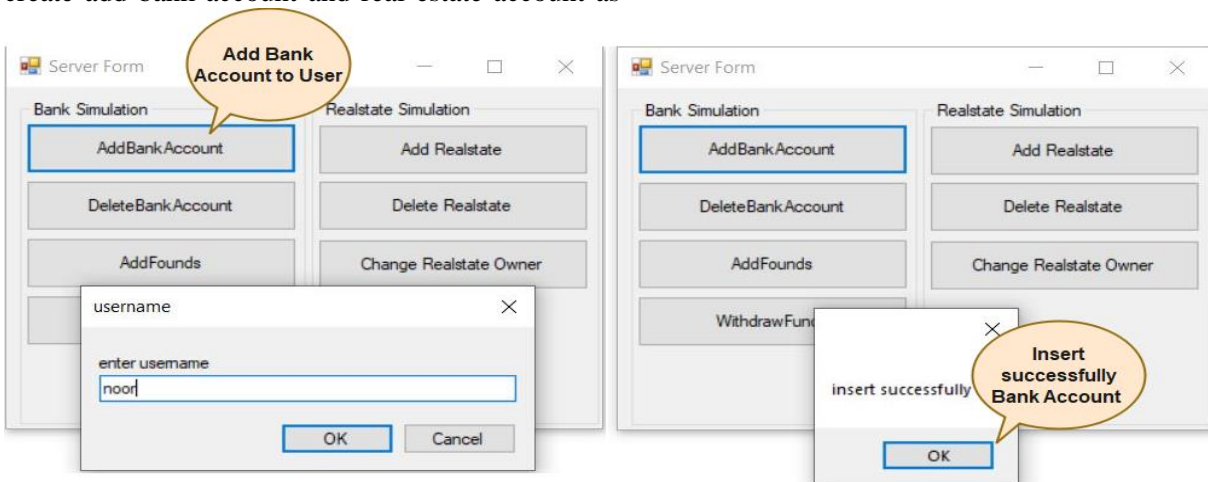 create add bank account and real estate account as
Add Bank
Account to User
Server Form
Bank Simulation
Realstate Simulation
AddBankAccount
Add Realstate
DeleteBankAccount
Delete Realstate
AddFounds
Change Realstate Owner
username
enter username
noor
OK
Cancel
Server Form
Bank Simulation
Realstate Simulation
AddBankAccount
Add Realstate
DeleteBankAccount
Delete Realstate
AddFounds
Change Realstate Owner
insert successfully
OK
Insert
successfully
Bank Account